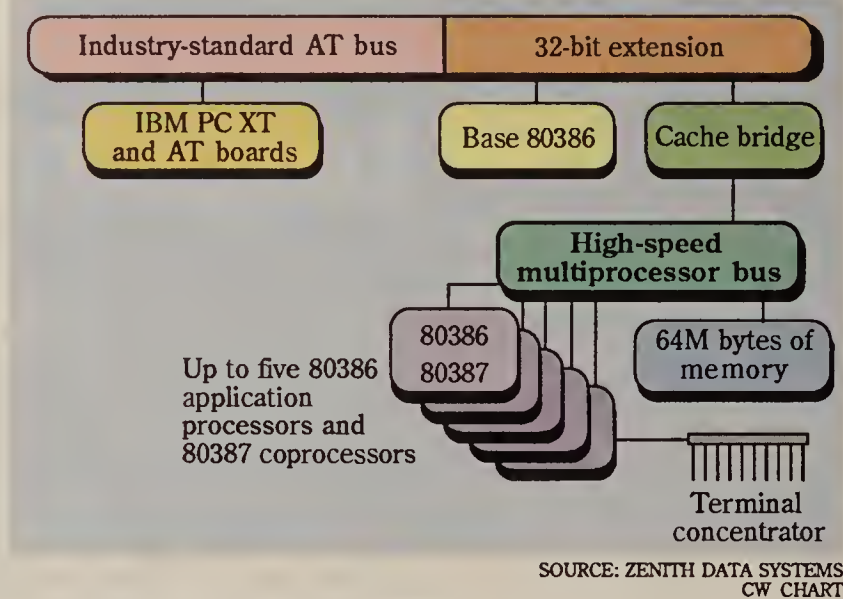 Industry-standard AT bus
32-bit extension
IBM PC XT
and AT boards
Base 80386
Cache bridge
High-speed
multiprocessor bus
80386
80387
64M bytes of
memory
Up to five 80386
application
processors and
80387 coprocessors
Terminal
concentrator
SOURCE: ZENITH DATA SYSTEMS
CW CHART